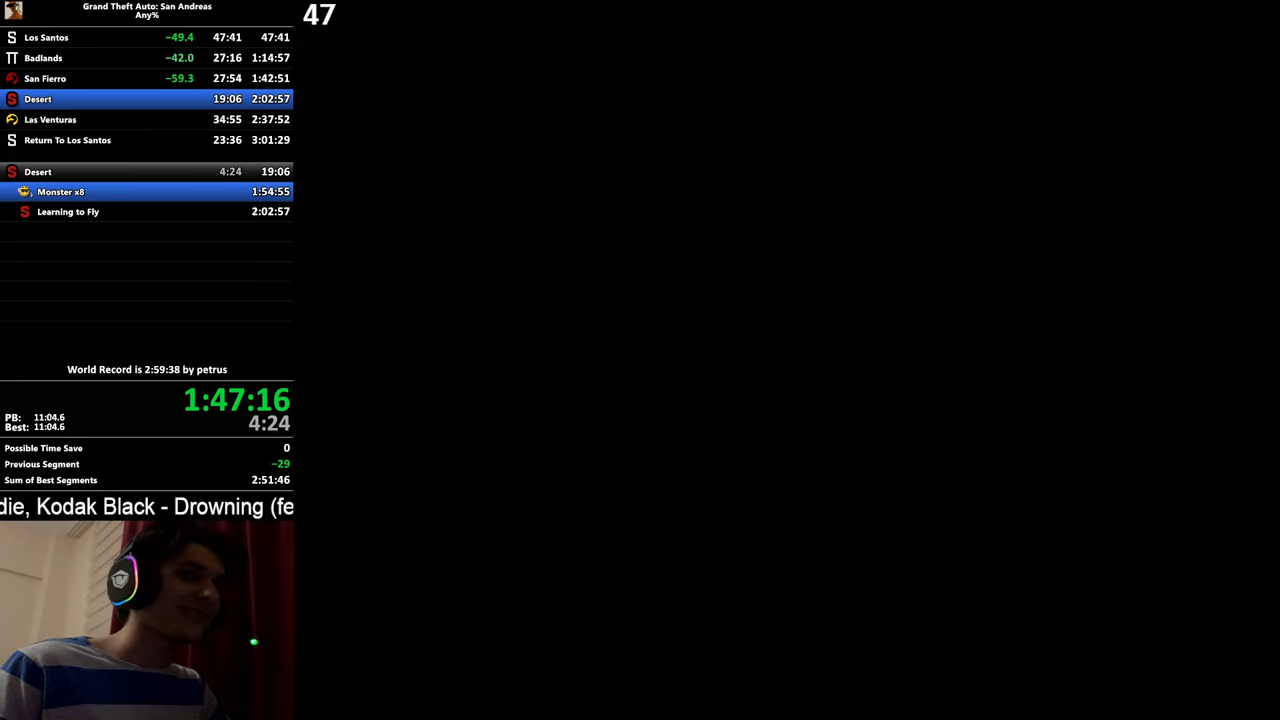 Grand Theft Auto: San Andreas
Any%
47
Los Santos −49.4 47:41 47:41
Badlands −42.0 27:16 1:14:57
San Fierro −59.3 27:54 1:42:51
Desert 19:06 2:02:57
Las Venturas 34:55 2:37:52
Return To Los Santos 23:36 3:01:29
Desert 4:24 19:06
Monster x8 1:54:55
Learning to Fly 2:02:57
World Record is 2:59:38 by petrus
1:47:16
PB: 11:04.6
Best: 11:04.6
4:24
Possible Time Save 0
Previous Segment −29
Sum of Best Segments 2:51:46
die, Kodak Black - Drowning (fe